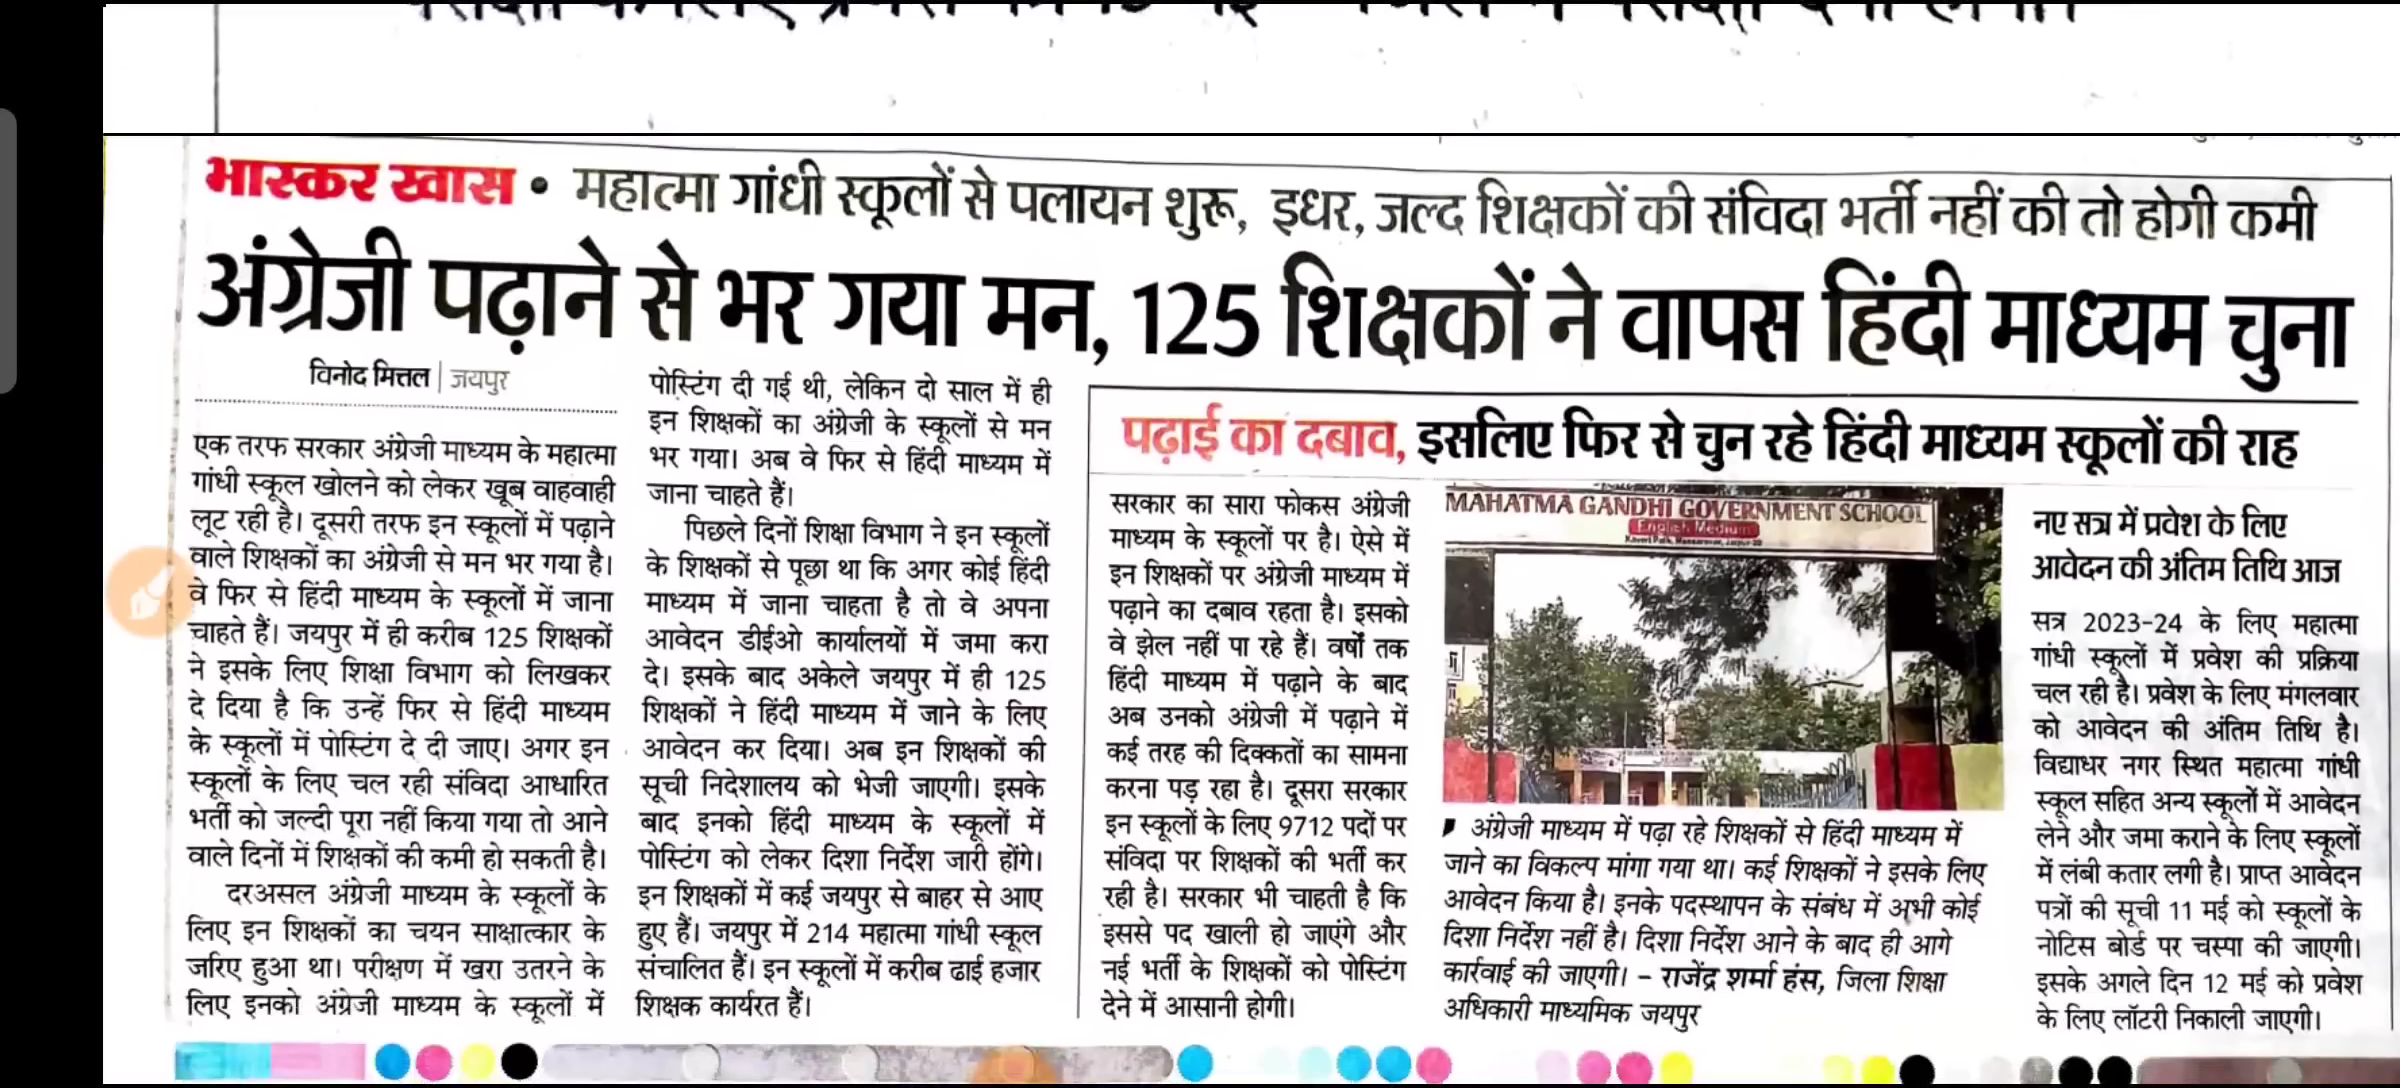 भास्कर खास • महात्मा गांधी स्कूलों से पलायन शुरू, इधर, जल्द शिक्षकों की संविदा भर्ती नहीं की तो होगी कमी
अंग्रेजी पढ़ाने से भर गया मन, 125 शिक्षकों ने वापस हिंदी माध्यम चुना
विनोद मित्तल | जयपुर
एक तरफ सरकार अंग्रेजी माध्यम के महात्मा
गांधी स्कूल खोलने को लेकर खूब वाहवाही
लूट रही है। दूसरी तरफ इन स्कूलों में पढ़ाने
वाले शिक्षकों का अंग्रेजी से मन भर गया है।
वे फिर से हिंदी माध्यम के स्कूलों में जाना
चाहते हैं। जयपुर में ही करीब 125 शिक्षकों
ने इसके लिए शिक्षा विभाग को लिखकर
दे दिया है कि उन्हें फिर से हिंदी माध्यम
के स्कूलों में पोस्टिंग दे दी जाए। अगर इन
स्कूलों के लिए चल रही संविदा आधारित
भर्ती को जल्दी पूरा नहीं किया गया तो आने
वाले दिनों में शिक्षकों की कमी हो सकती है।
दरअसल अंग्रेजी माध्यम के स्कूलों के
लिए इन शिक्षकों का चयन साक्षात्कार के
जरिए हुआ था। परीक्षण में खरा उतरने के
लिए इनको अंग्रेजी माध्यम के स्कूलों में
पोस्टिंग दी गई थी, लेकिन दो साल में ही
इन शिक्षकों का अंग्रेजी के स्कूलों से मन
भर गया। अब वे फिर से हिंदी माध्यम में
जाना चाहते हैं।
पिछले दिनों शिक्षा विभाग ने इन स्कूलों
के शिक्षकों से पूछा था कि अगर कोई हिंदी
माध्यम में जाना चाहता है तो वे अपना
आवेदन डीईओ कार्यालयों में जमा करा
दे। इसके बाद अकेले जयपुर में ही 125
शिक्षकों ने हिंदी माध्यम में जाने के लिए
आवेदन कर दिया। अब इन शिक्षकों की
सूची निदेशालय को भेजी जाएगी। इसके
बाद इनको हिंदी माध्यम के स्कूलों में
पोस्टिंग को लेकर दिशा निर्देश जारी होंगे।
इन शिक्षकों में कई जयपुर से बाहर से आए
हुए हैं। जयपुर में 214 महात्मा गांधी स्कूल
संचालित हैं। इन स्कूलों में करीब ढाई हजार
शिक्षक कार्यरत हैं।
पढ़ाई का दबाव, इसलिए फिर से चुन रहे हिंदी माध्यम स्कूलों की राह
सरकार का सारा फोकस अंग्रेजी
माध्यम के स्कूलों पर है। ऐसे में
इन शिक्षकों पर अंग्रेजी माध्यम में
पढ़ाने का दबाव रहता है। इसको
वे झेल नहीं पा रहे हैं। वर्षों तक
हिंदी माध्यम में पढ़ाने के बाद
अब उनको अंग्रेजी में पढ़ाने में
कई तरह की दिक्कतों का सामना
करना पड़ रहा है। दूसरा सरकार
इन स्कूलों के लिए 9712 पदों पर
संविदा पर शिक्षकों की भर्ती कर
रही है। सरकार भी चाहती है कि
इससे पद खाली हो जाएंगे और
नई भर्ती के शिक्षकों को पोस्टिंग
देने में आसानी होगी।
MAHATMA GANDHI GOVERNMENT SCHOOL
English Medium
अंग्रेजी माध्यम में पढ़ा रहे शिक्षकों से हिंदी माध्यम में
जाने का विकल्प मांगा गया था। कई शिक्षकों ने इसके लिए
आवेदन किया है। इनके पदस्थापन के संबंध में अभी कोई
दिशा निर्देश नहीं है। दिशा निर्देश आने के बाद ही आगे
कार्रवाई की जाएगी। – राजेंद्र शर्मा हंस, जिला शिक्षा
अधिकारी माध्यमिक जयपुर
नए सत्र में प्रवेश के लिए
आवेदन की अंतिम तिथि आज
सत्र 2023-24 के लिए महात्मा
गांधी स्कूलों में प्रवेश की प्रक्रिया
चल रही है। प्रवेश के लिए मंगलवार
को आवेदन की अंतिम तिथि है।
विद्याधर नगर स्थित महात्मा गांधी
स्कूल सहित अन्य स्कूलों में आवेदन
लेने और जमा कराने के लिए स्कूलों
में लंबी कतार लगी है। प्राप्त आवेदन
पत्रों की सूची 11 मई को स्कूलों के
नोटिस बोर्ड पर चस्पा की जाएगी।
इसके अगले दिन 12 मई को प्रवेश
के लिए लॉटरी निकाली जाएगी।